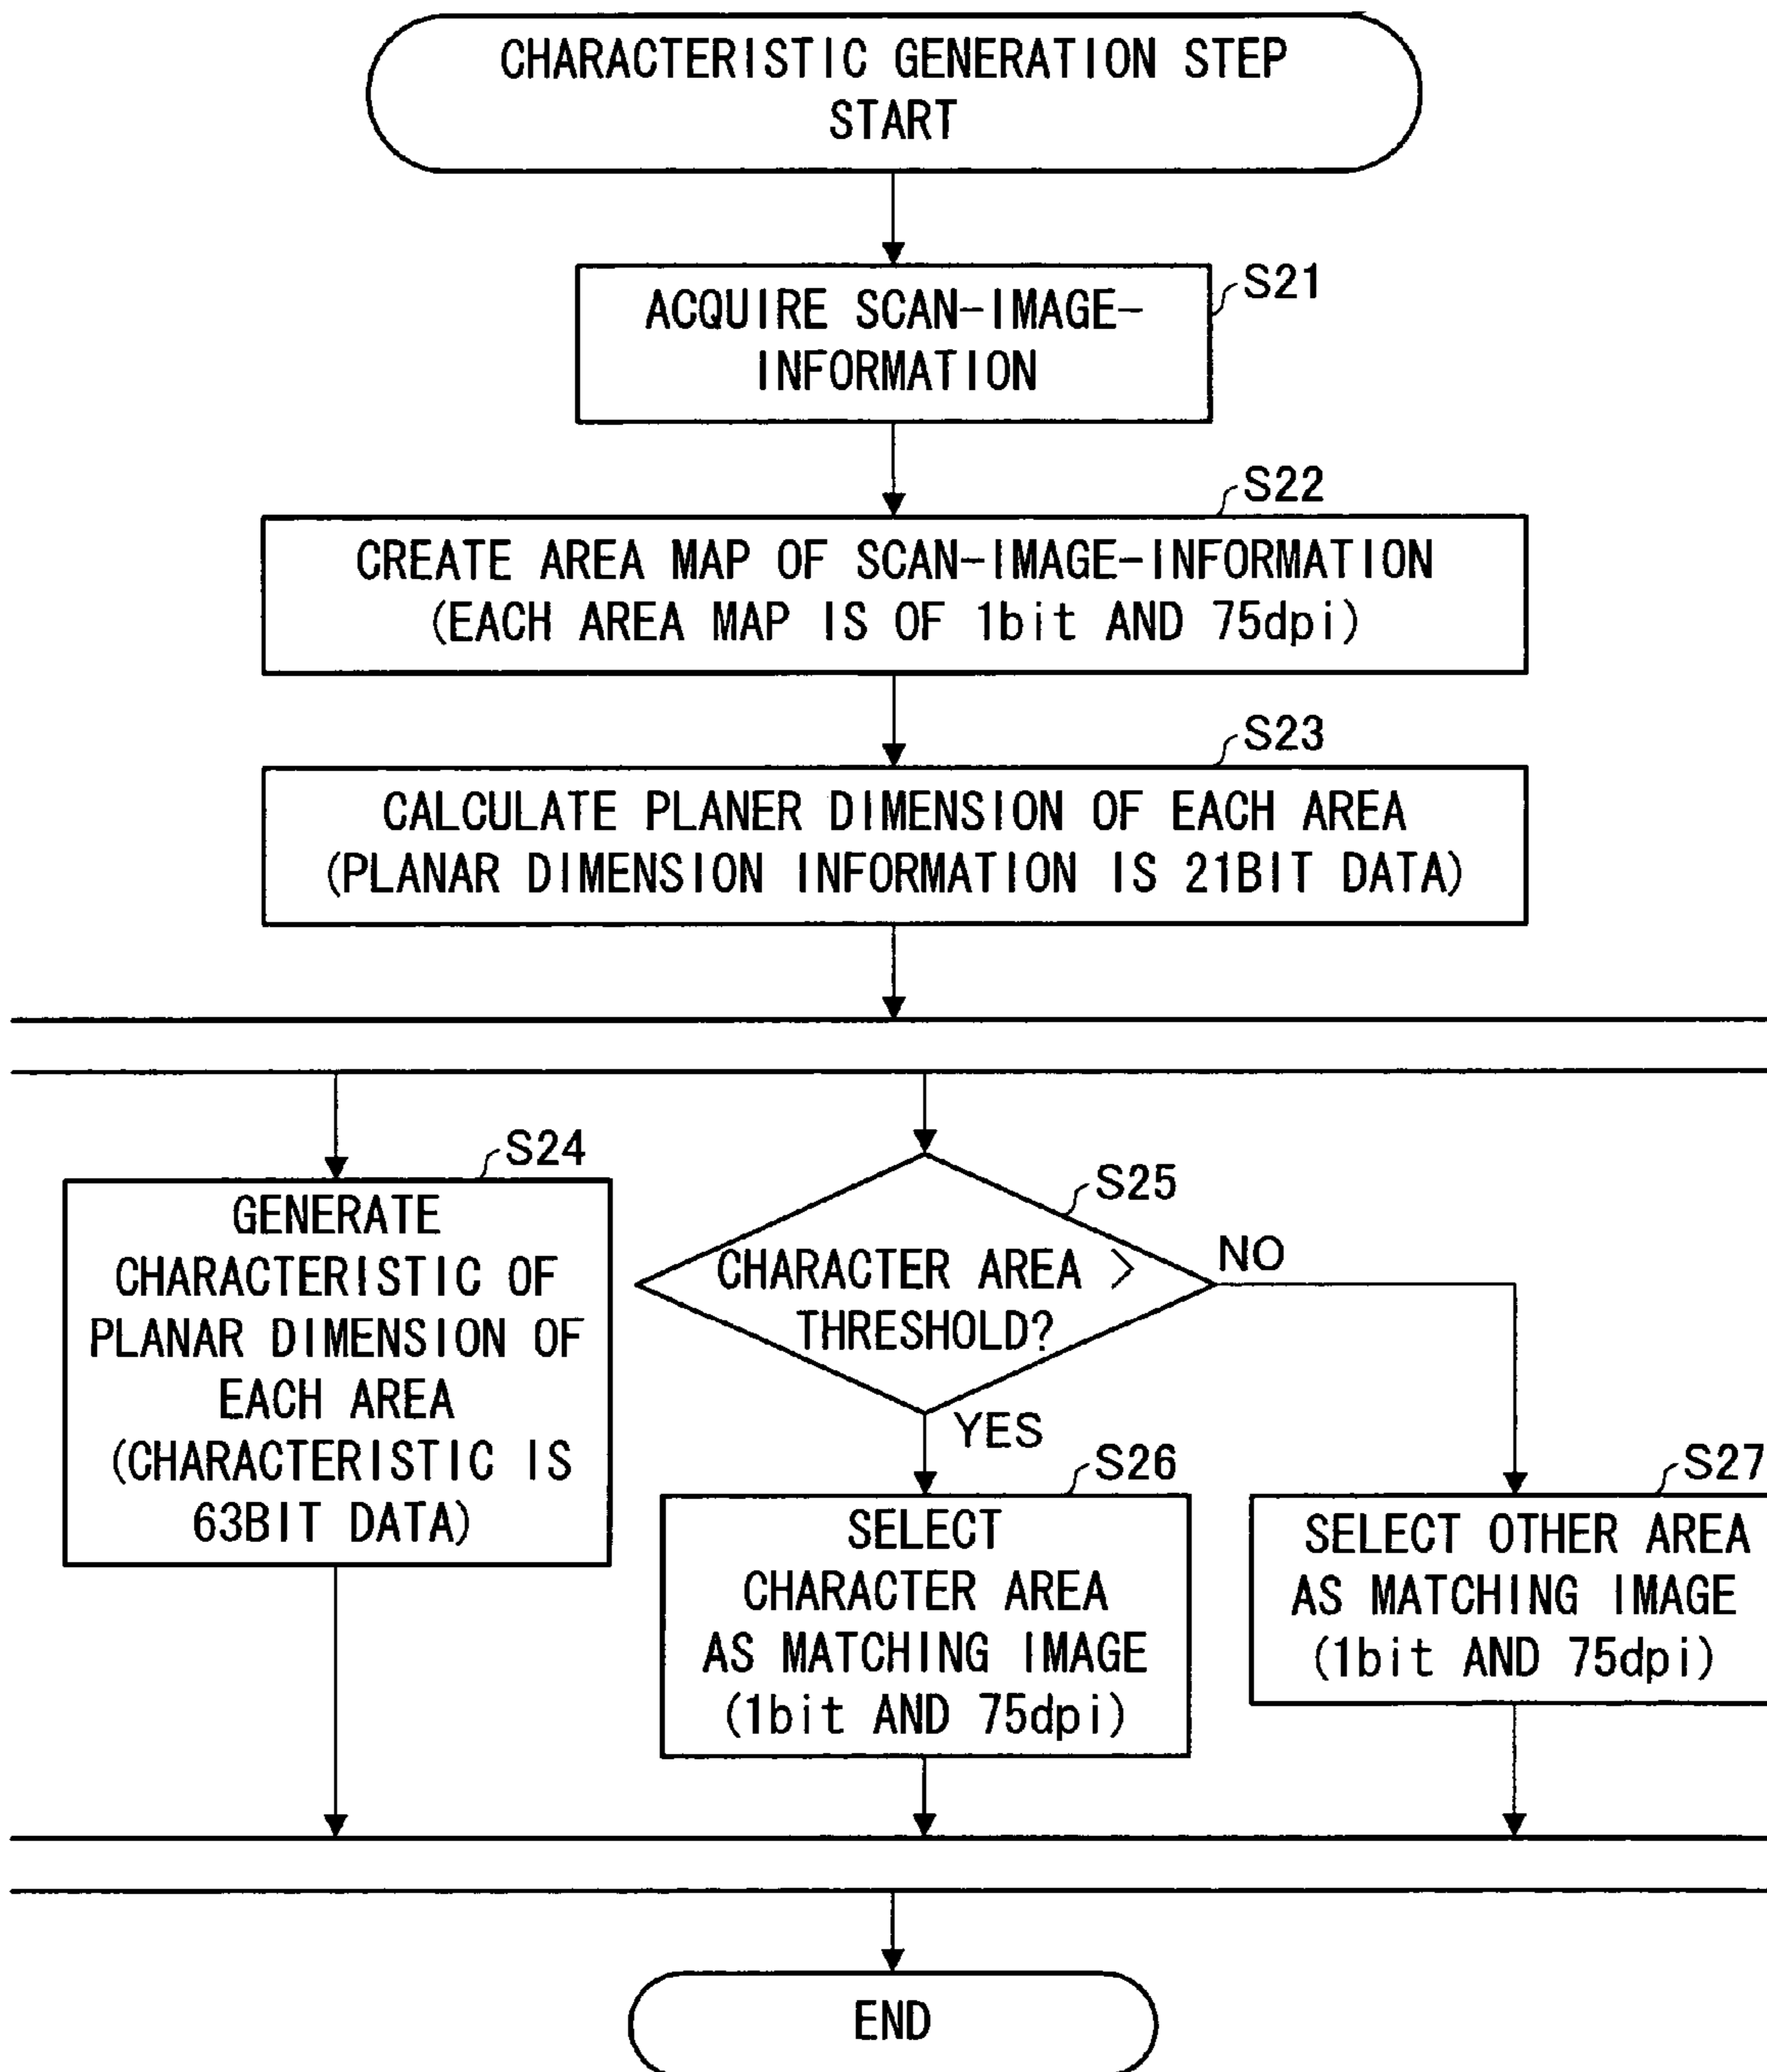 CHARACTERISTIC GENERATION STEP
START
S21
ACQUIRE SCAN-IMAGE-
INFORMATION
S22
CREATE AREA MAP OF SCAN-IMAGE-INFORMATION
(EACH AREA MAP IS OF 1bit AND 75dpi)
S23
CALCULATE PLANER DIMENSION OF EACH AREA
(PLANAR DIMENSION INFORMATION IS 21BIT DATA)
S24
GENERATE
CHARACTERISTIC OF
PLANAR DIMENSION OF
EACH AREA
(CHARACTERISTIC IS
63BIT DATA)
S25
CHARACTER AREA >
THRESHOLD?
NO
YES
S26
SELECT
CHARACTER AREA
AS MATCHING IMAGE
(1bit AND 75dpi)
S27
SELECT OTHER AREA
AS MATCHING IMAGE
(1bit AND 75dpi)
END